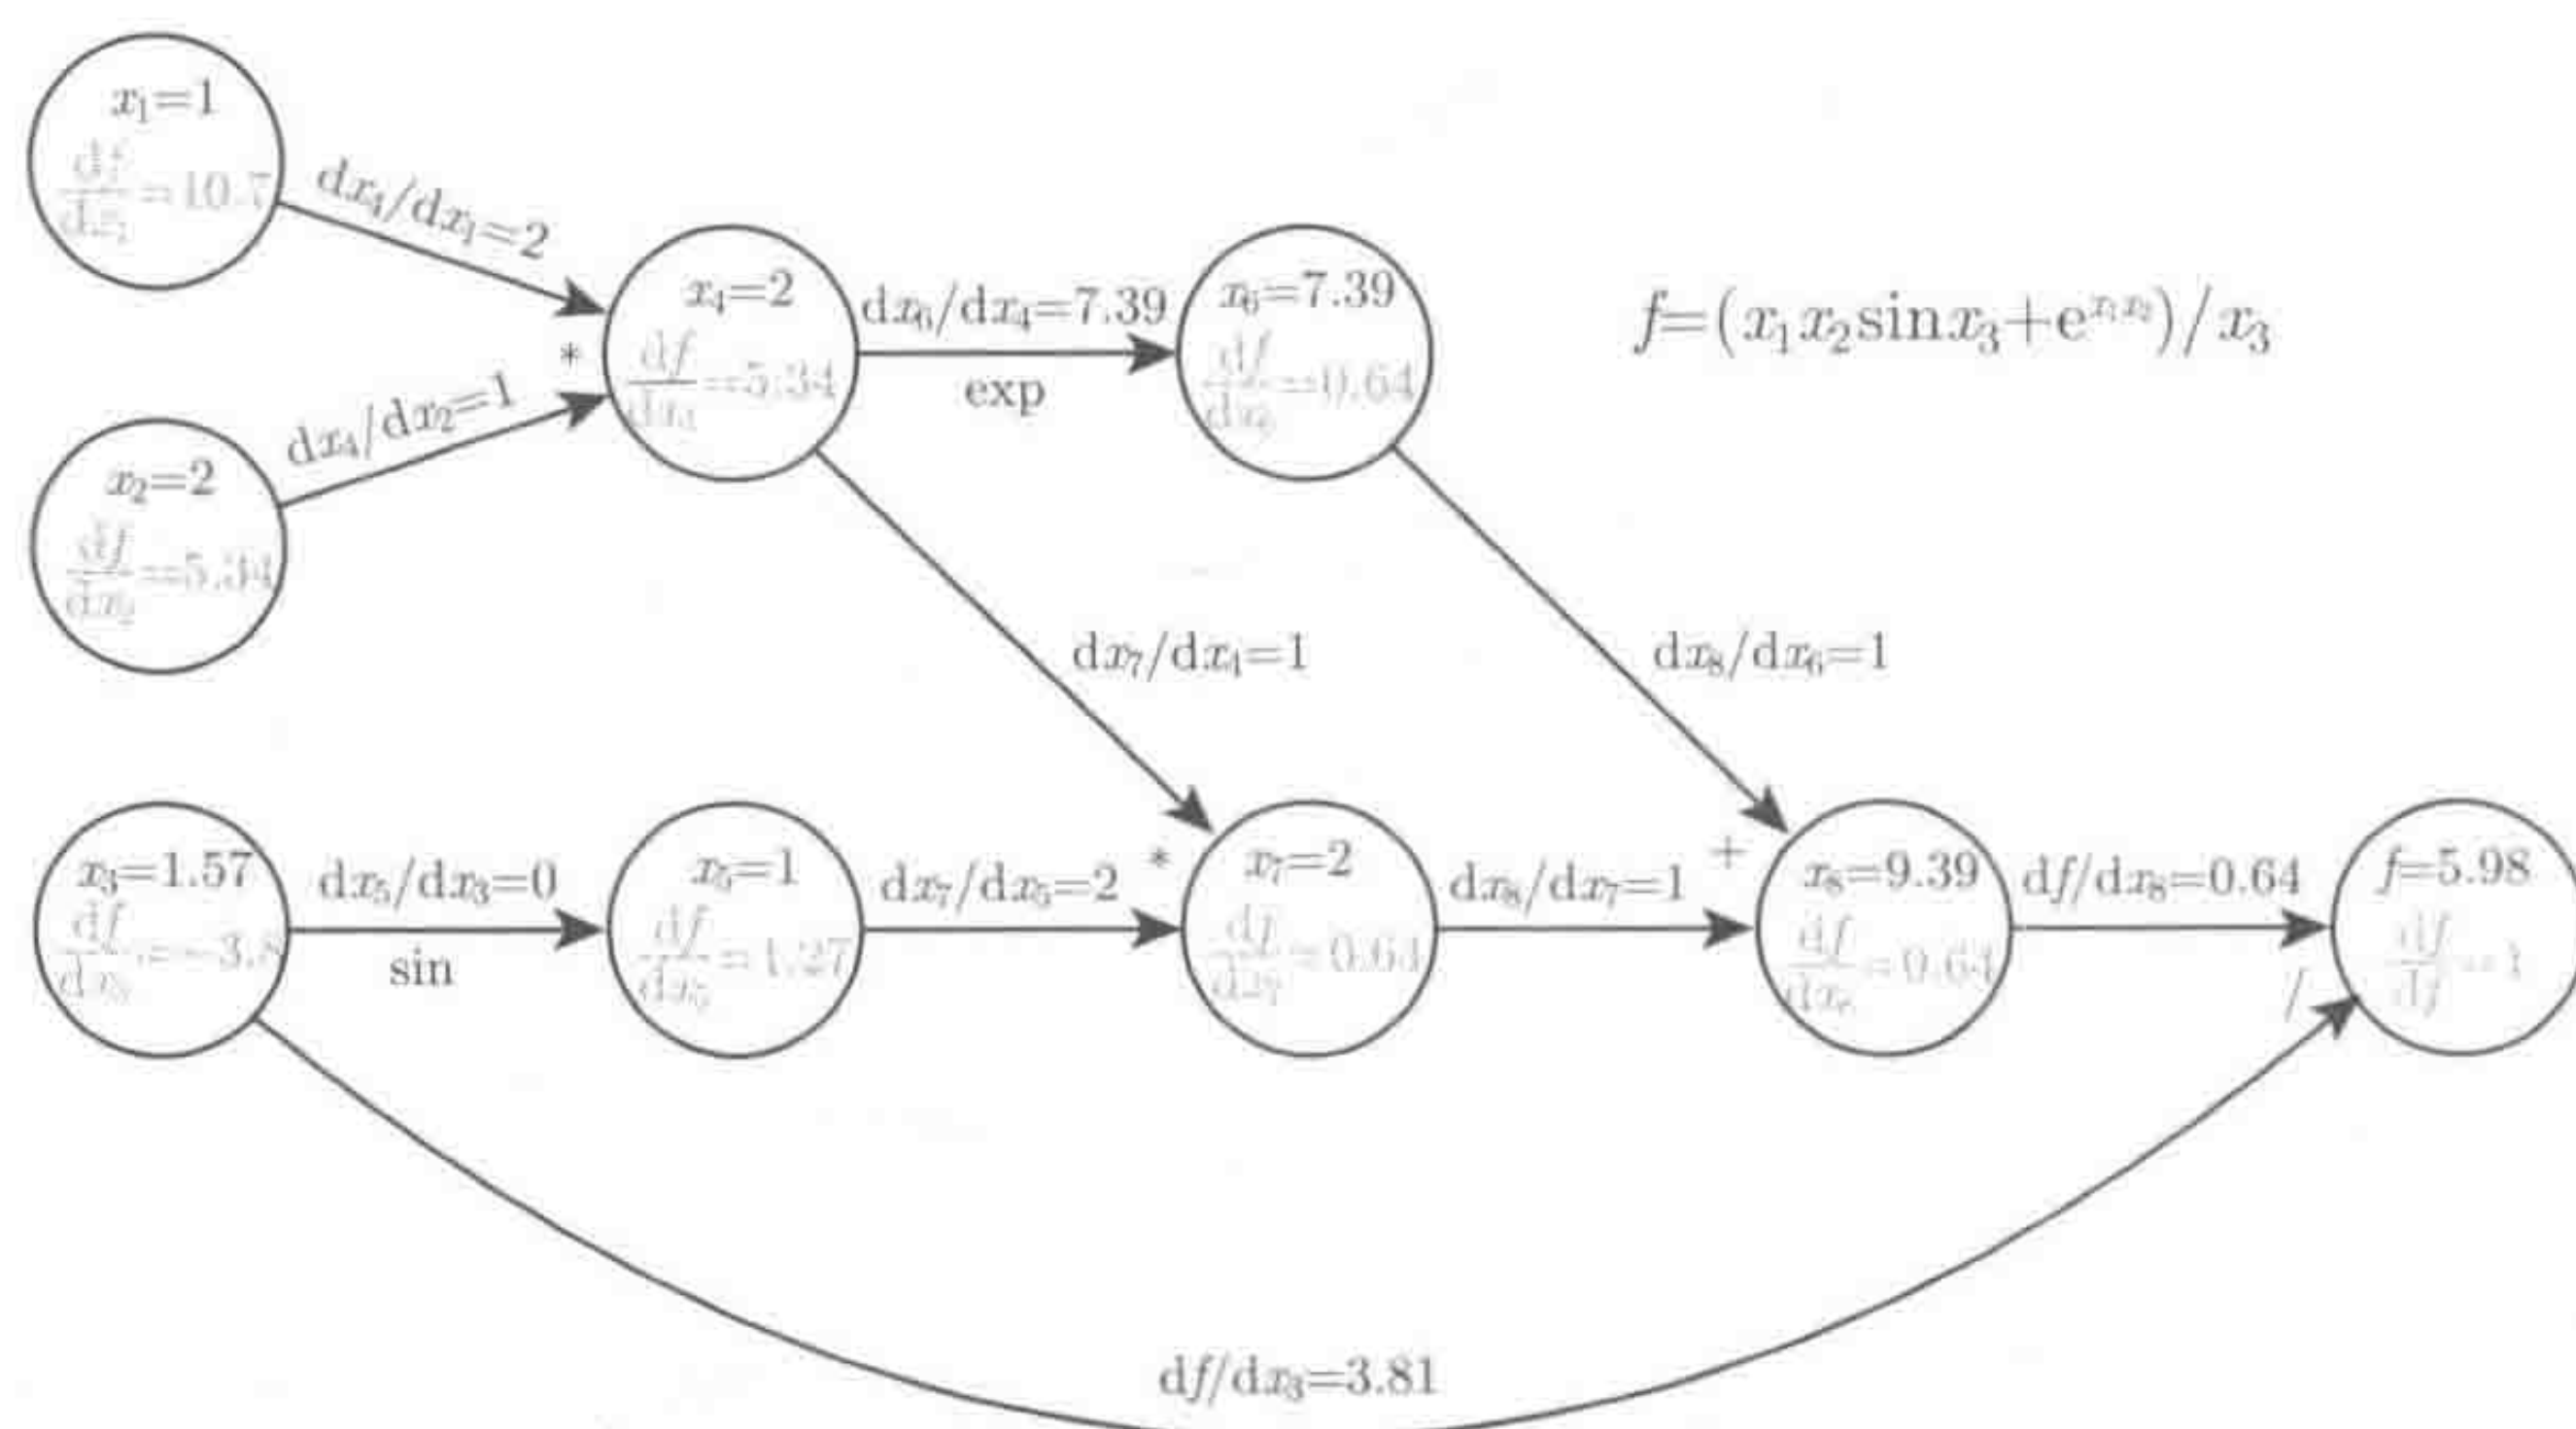 x₁=1
df/dx₁=10.7
dx₄/dx₁=2
x₂=2
df/dx₂=5.34
dx₄/dx₂=1
*
x₄=2
df/dx₄=5.34
dx₆/dx₄=7.39
exp
x₆=7.39
df/dx₆=0.64
f=(x₁x₂sinx₃+e^{x₁x₂})/x₃
dx₇/dx₄=1
dx₈/dx₆=1
x₃=1.57
df/dx₃=-3.8
dx₅/dx₃=0
sin
x₅=1
df/dx₅=1.27
dx₇/dx₅=2
*
x₇=2
df/dx₇=0.64
dx₈/dx₇=1
+
x₈=9.39
=0.64
df/dx₈=0.64
/
f=5.98
df/df=1
df/dx₃=3.81